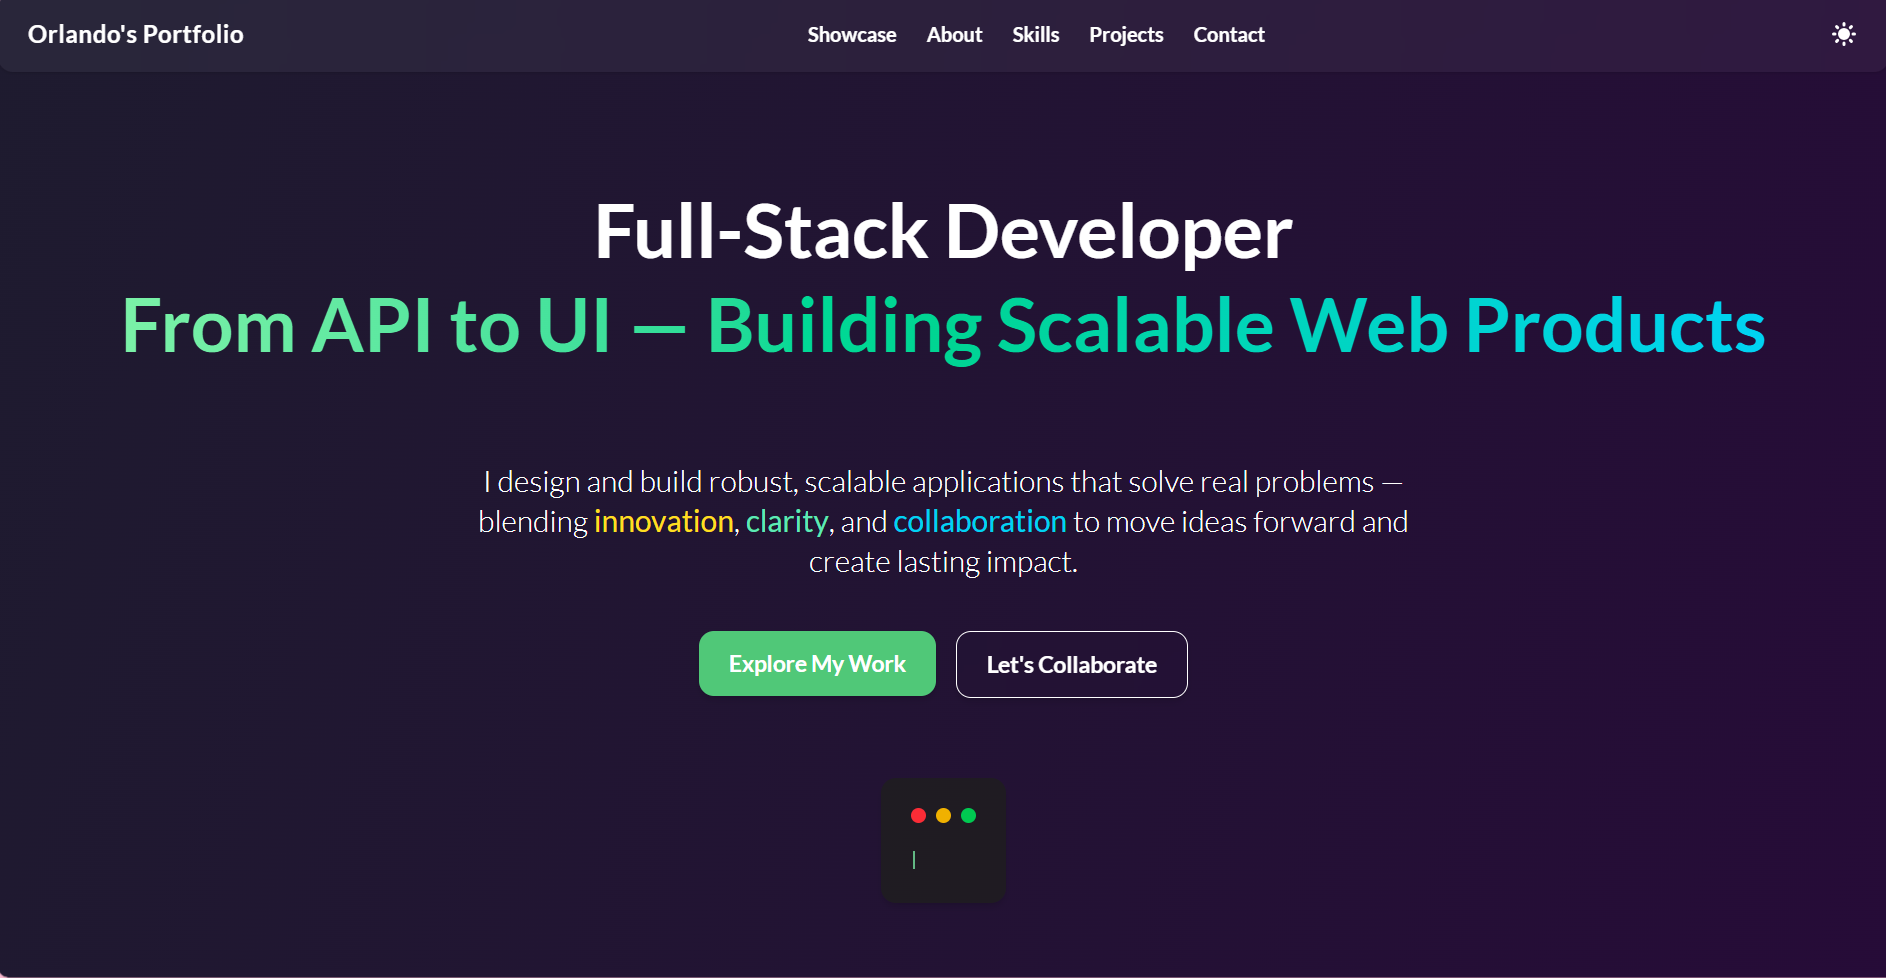 Orlando's Portfolio
Showcase About Skills Projects Contact
Full-Stack Developer
From API to UI — Building Scalable Web Products
I design and build robust, scalable applications that solve real problems —
blending innovation, clarity, and collaboration to move ideas forward and
create lasting impact.
Explore My Work
Let's Collaborate